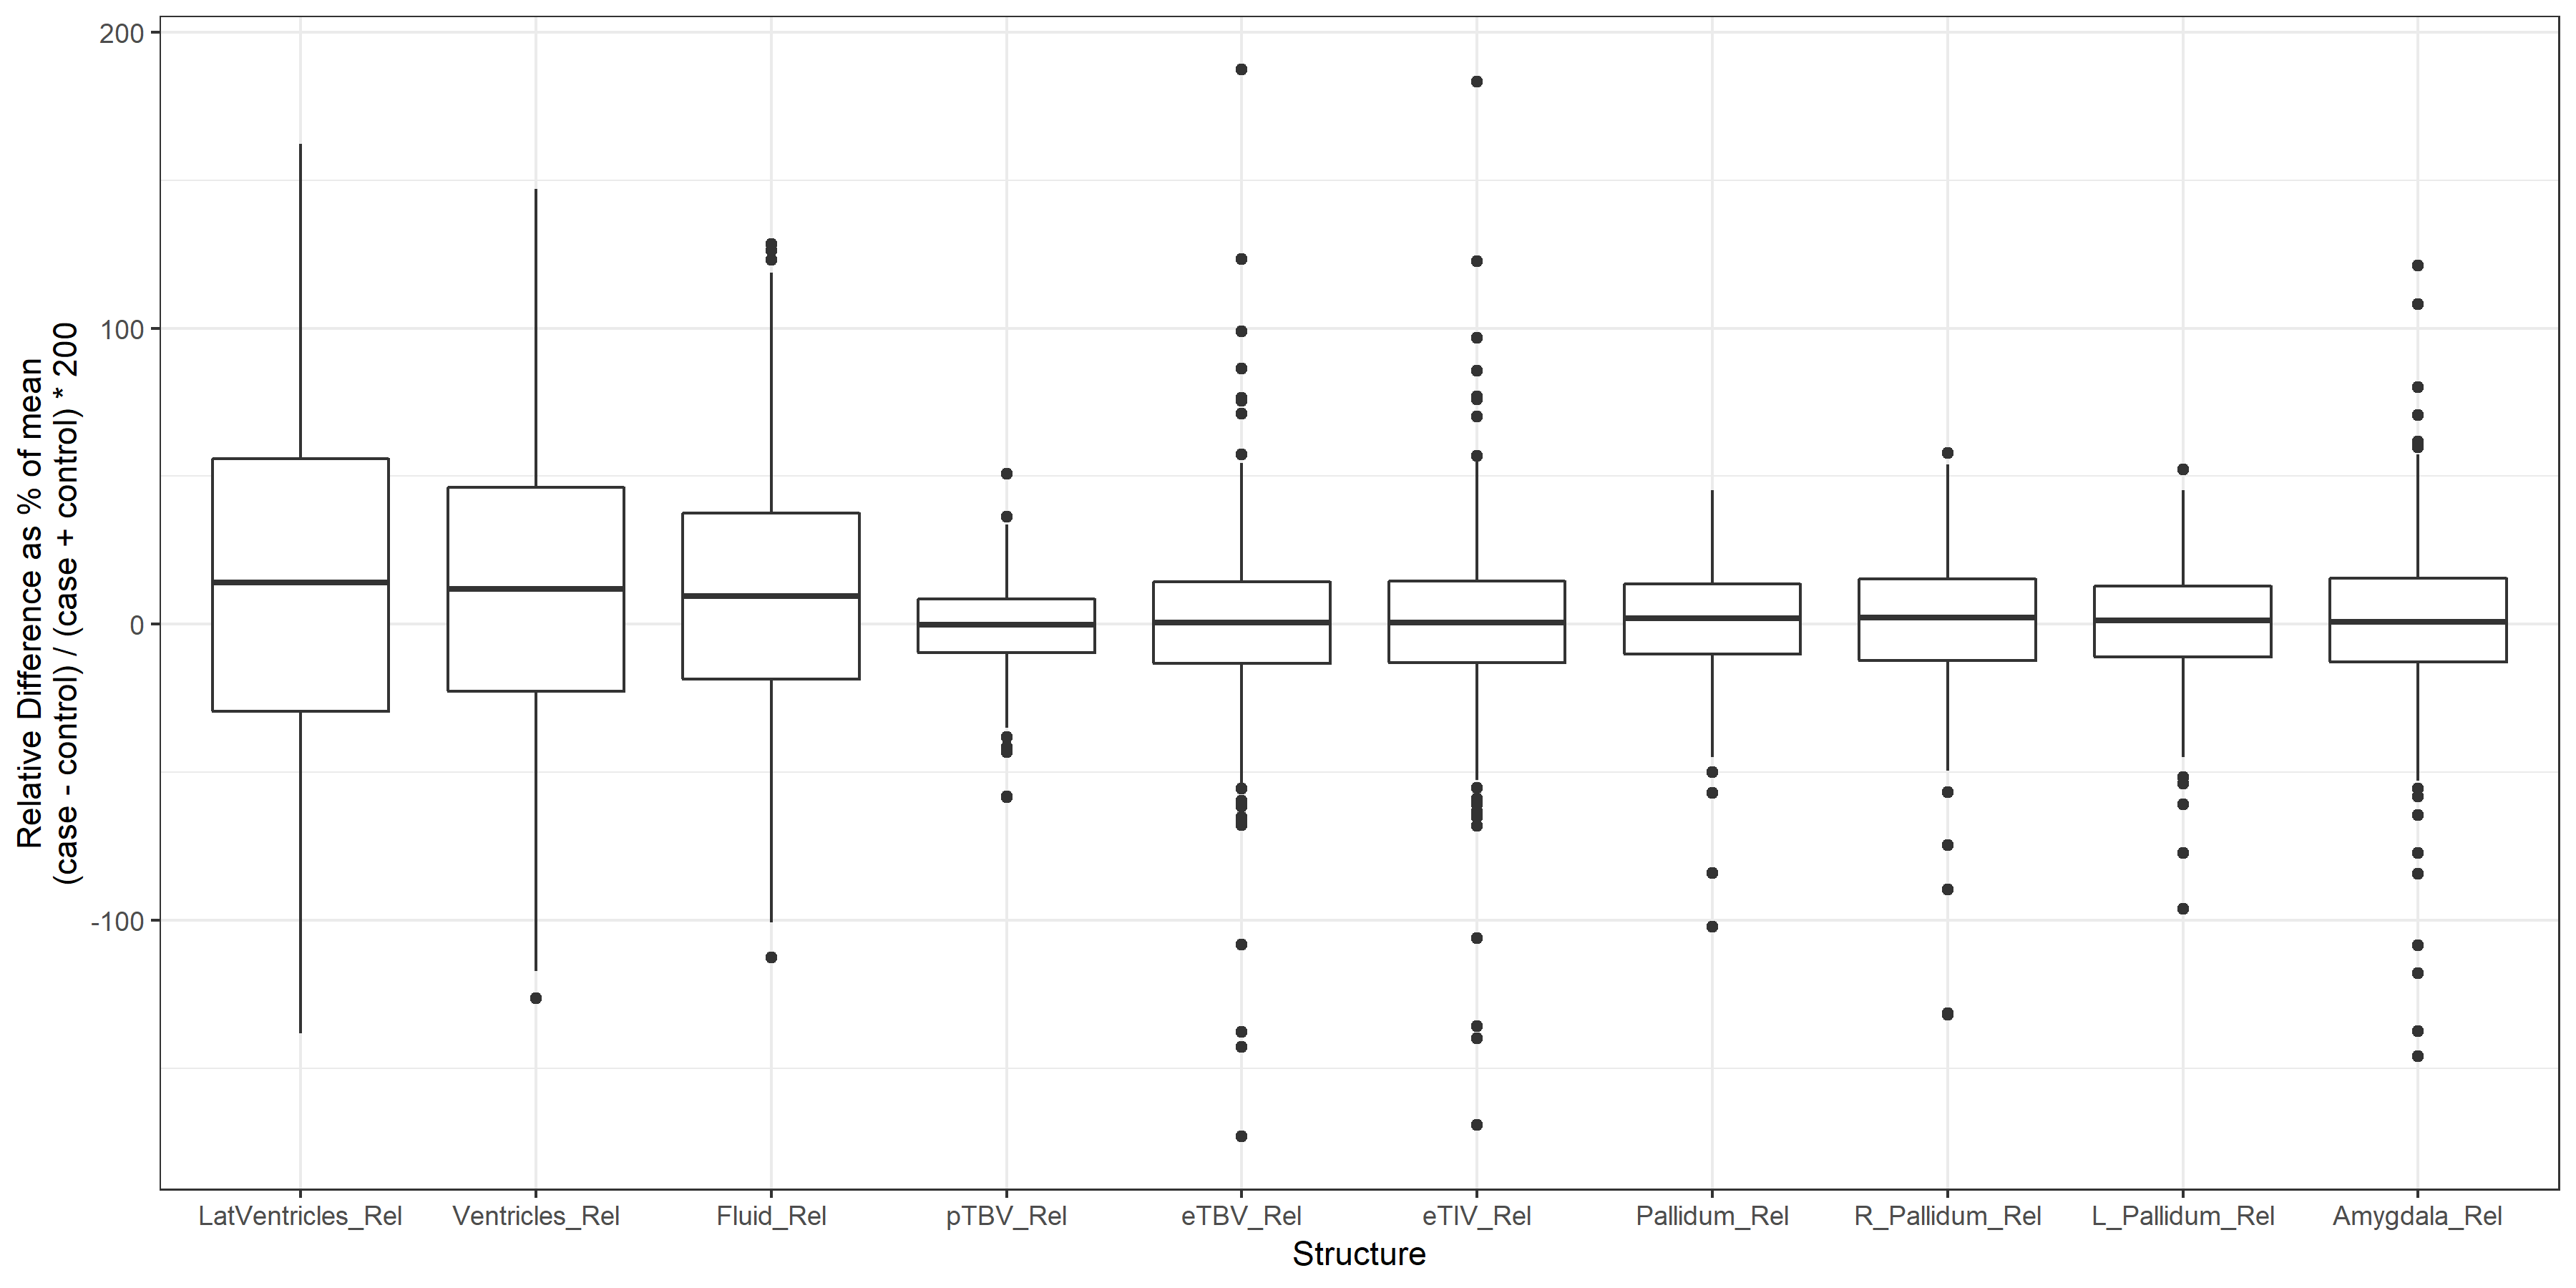 Relative Difference as % of mean
(case - control) / (case + control) * 200
200
100
0
-100
LatVentricles_Rel
Ventricles_Rel
Fluid_Rel
pTBV_Rel
eTBV_Rel
eTIV_Rel
Pallidum_Rel
R_Pallidum_Rel
L_Pallidum_Rel
Amygdala_Rel
Structure